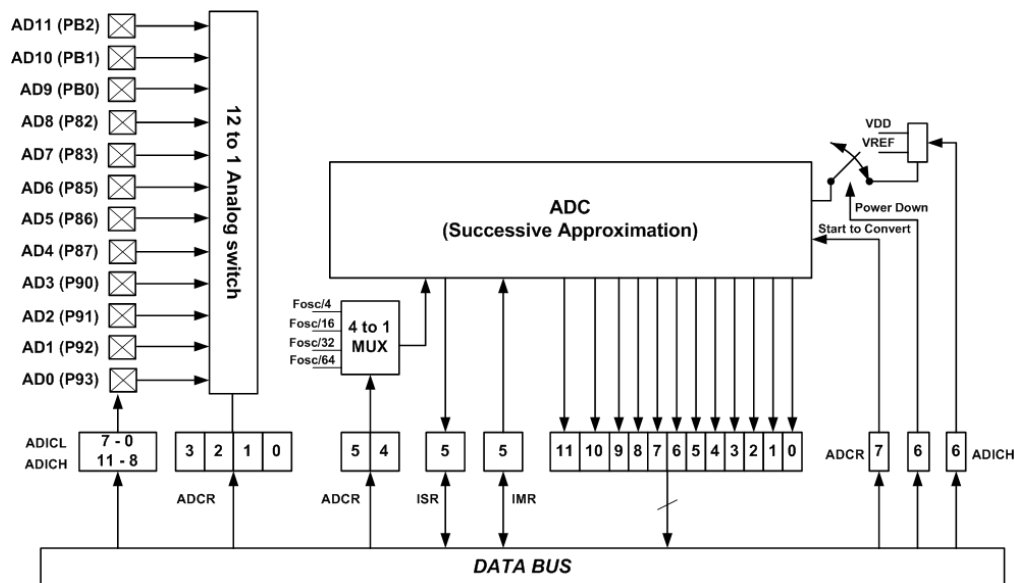 AD11 (PB2)
AD10 (PB1)
AD9 (PB0)
AD8 (P82)
AD7 (P83)
AD6 (P85)
AD5 (P86)
AD4 (P87)
AD3 (P90)
AD2 (P91)
AD1 (P92)
AD0 (P93)
12 to 1 Analog switch
ADC
(Successive Approximation)
VDD
VREF
Power Down
Start to Convert
Fosc/4
Fosc/16
Fosc/32
Fosc/64
4 to 1
MUX
ADICL
ADICH
7 - 0
11 - 8
3 2 1 0
ADCR
5 4
ADCR
5
ISR
5
IMR
11 10 9 8 7 6 5 4 3 2 1 0
ADCR 7 6
6 ADICH
DATA BUS